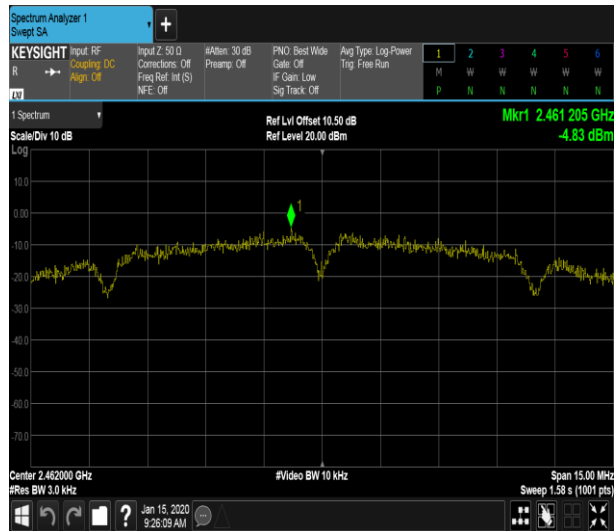 Spectrum Analyzer 1
Swept SA
+
KEYSIGHT Input: RF Input Z: 50 Ω #Atten: 30 dB PNO: Best Wide Avg Type: Log-Power 1 2 3 4 5 6
R Coupling: DC Corrections: Off Preamp: Off Gate: Off Trig: Free Run M W W W W W
Align: Off Freq Ref: Int (S) IF Gain: Low P N N N N N
LXI NFE: Off Sig Track: Off
1 Spectrum Ref Lvl Offset 10.50 dB Mkr1 2.461 205 GHz
Scale/Div 10 dB Ref Level 20.00 dBm -4.83 dBm
Log
10.0
1
0.00
-10.0
-20.0
-30.0
-40.0
-50.0
-60.0
-70.0
Center 2.462000 GHz #Video BW 10 kHz Span 15.00 MHz
#Res BW 3.0 kHz Sweep 1.58 s (1001 pts)
? Jan 15, 2020
9:26:09 AM